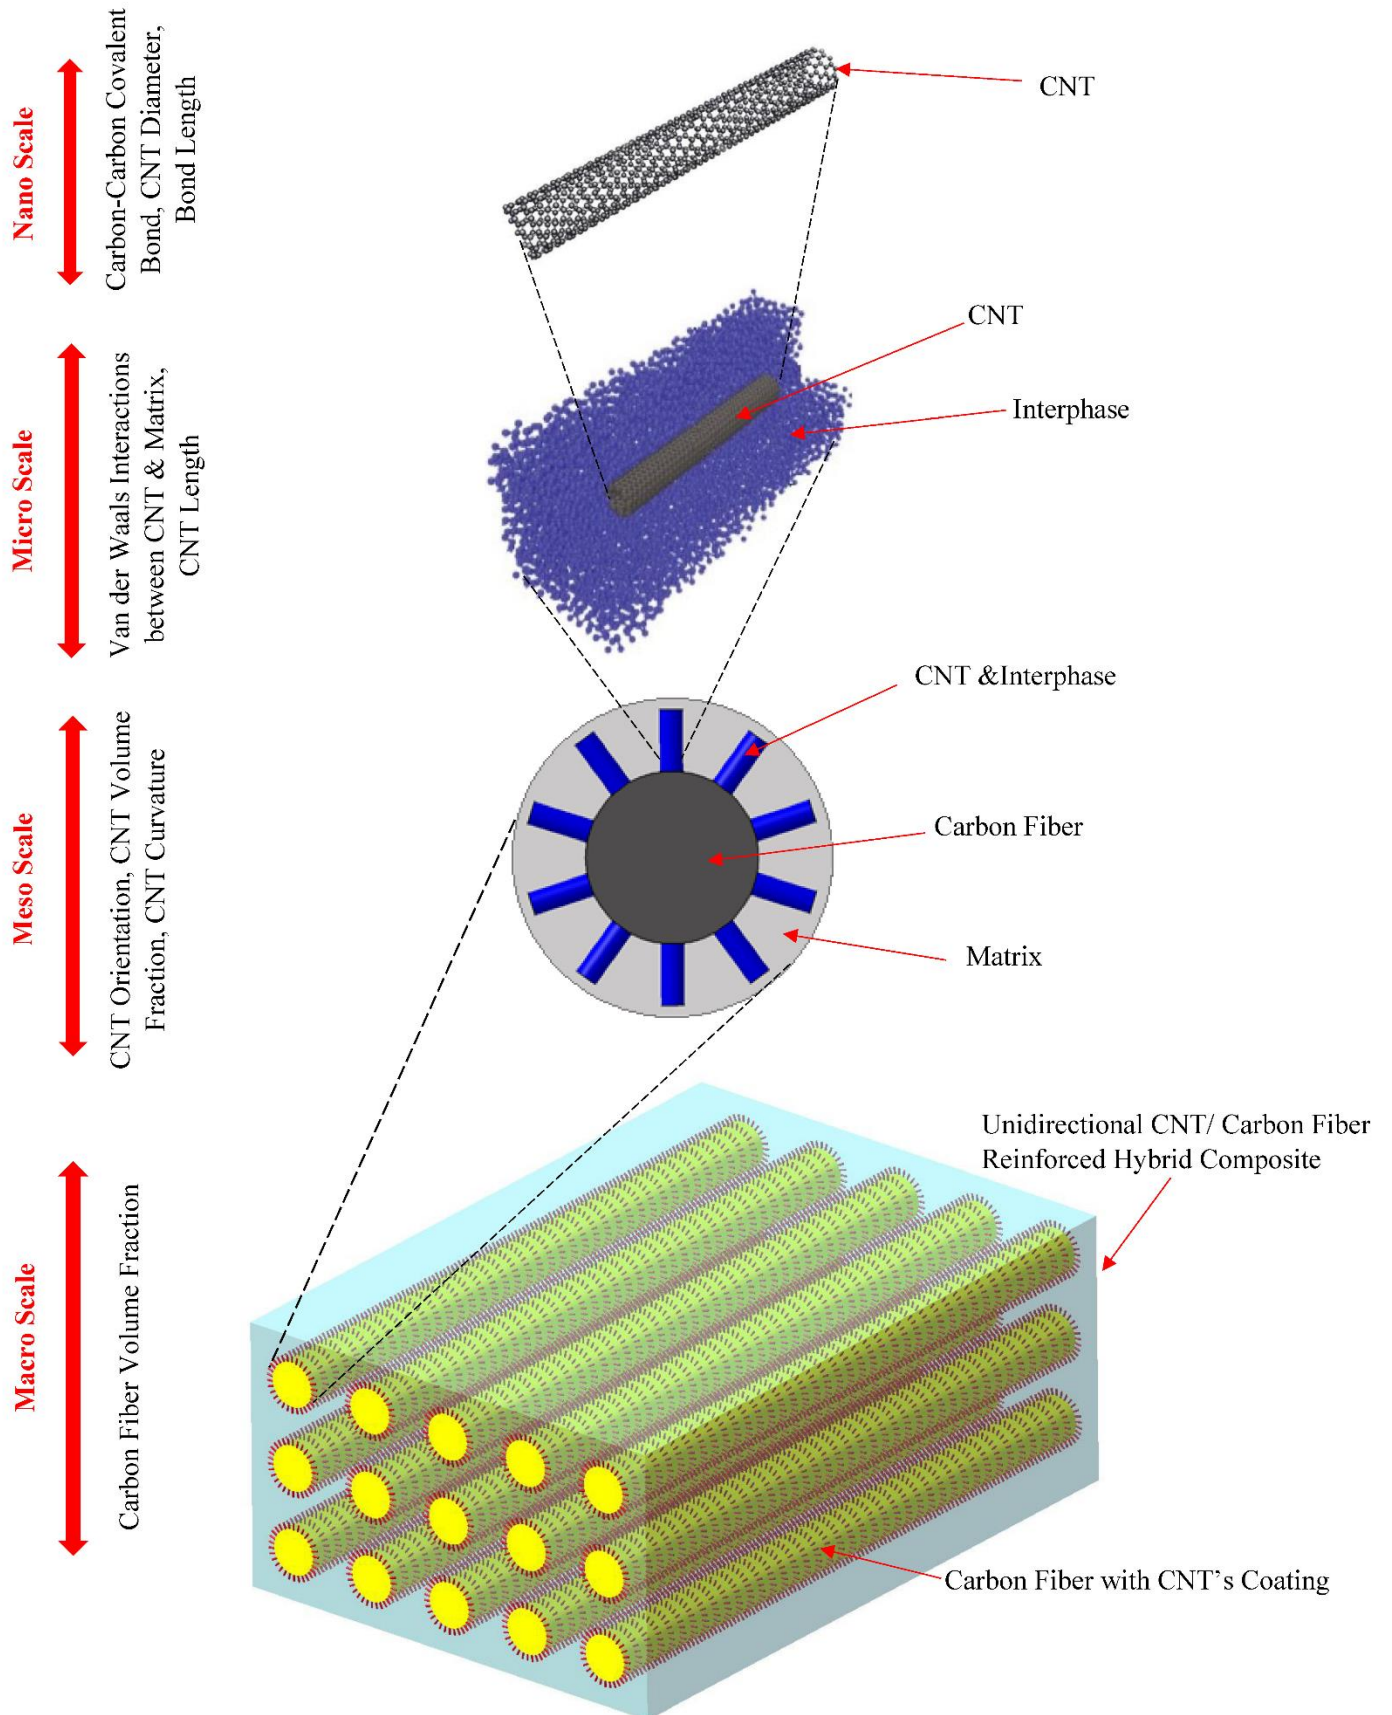 Nano Scale
Carbon-Carbon Covalent
Bond, CNT Diameter,
Bond Length
CNT
Micro Scale
Van der Waals Interactions
between CNT & Matrix,
CNT Length
CNT
Interphase
Meso Scale
CNT Orientation, CNT Volume
Fraction, CNT Curvature
CNT &Interphase
Carbon Fiber
Matrix
Macro Scale
Carbon Fiber Volume Fraction
Unidirectional CNT/ Carbon Fiber
Reinforced Hybrid Composite
Carbon Fiber with CNT’s Coating